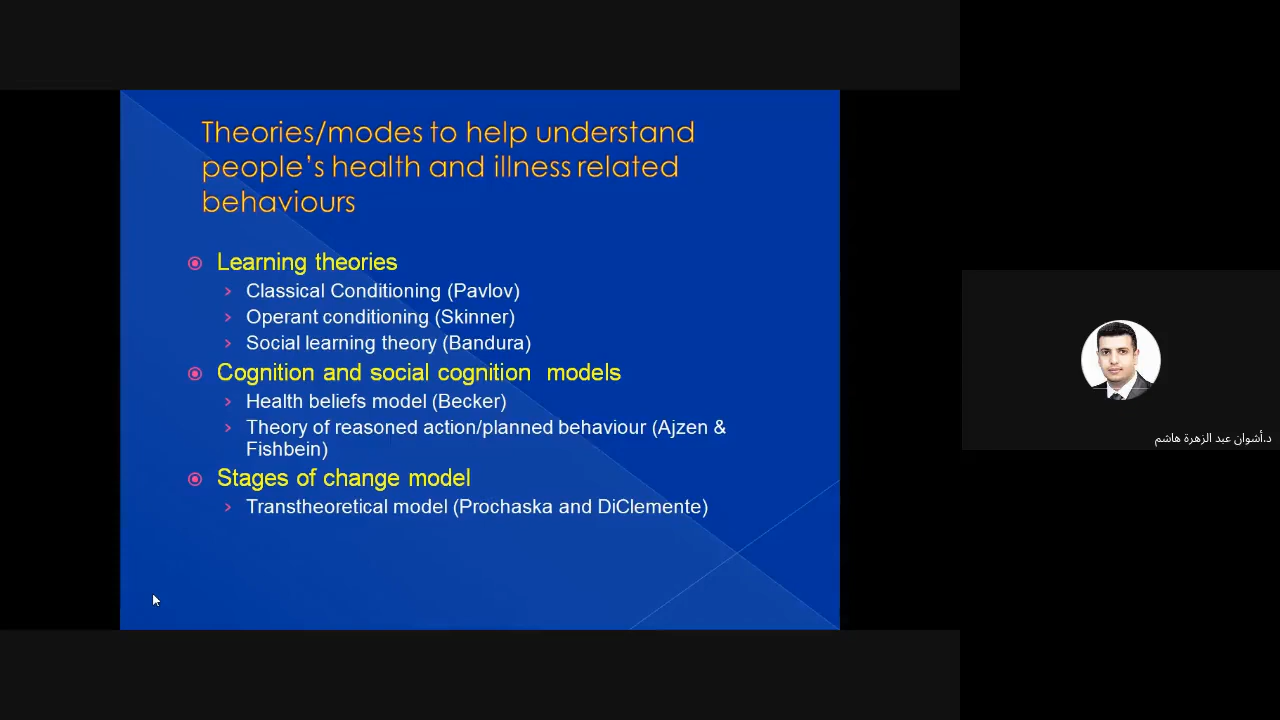 Theories/modes to help understand
people's health and illness related
behaviours
Learning theories
Classical Conditioning (Pavlov)
Operant conditioning (Skinner)
Social learning theory (Bandura)
Cognition and social cognition models
Health beliefs model (Becker)
Theory of reasoned action/planned behaviour (Ajzen &
Fishbein)
Stages of change model
Transtheoretical model (Prochaska and DiClemente)
د.أشوان عبد الزهرة هاشم